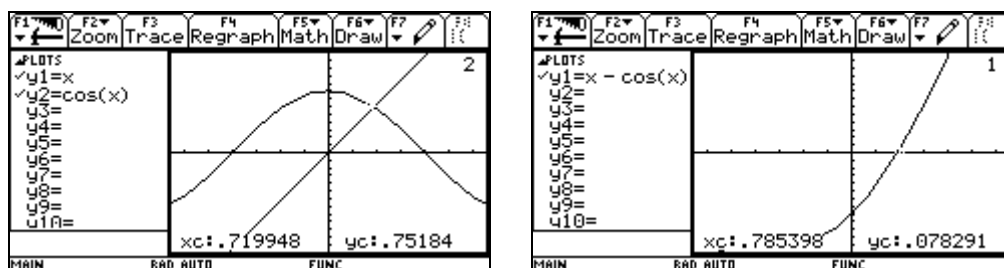 F1 F2 F3 F4 F5 F6 F7
Zoom Trace Regraph Math Draw
PLOTS
✓y1=x
✓y2=cos(x)
y3=
y4=
y5=
y6=
y7=
y8=
y9=
y10=
2
xc:.719948 yc:.75184
MAIN RAD AUTO FUNC
F1 F2 F3 F4 F5 F6 F7
Zoom Trace Regraph Math Draw
PLOTS
✓y1=x - cos(x)
y2=
y3=
y4=
y5=
y6=
y7=
y8=
y9=
y10=
1
xc:.785398 yc:.078291
MAIN RAD AUTO FUNC